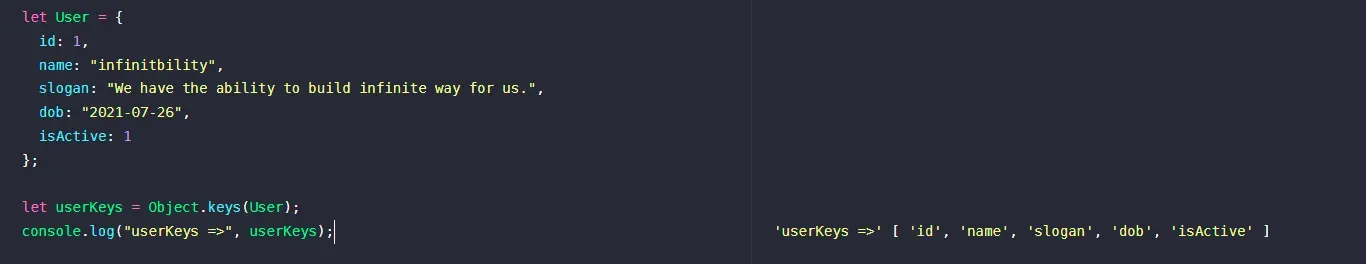 let User = {
  id: 1,
  name: "infinitbility",
  slogan: "We have the ability to build infinite way for us.",
  dob: "2021-07-26",
  isActive: 1
};
let userKeys = Object.keys(User);
console.log("userKeys =>", userKeys);
'userKeys =>' [ 'id', 'name', 'slogan', 'dob', 'isActive' ]